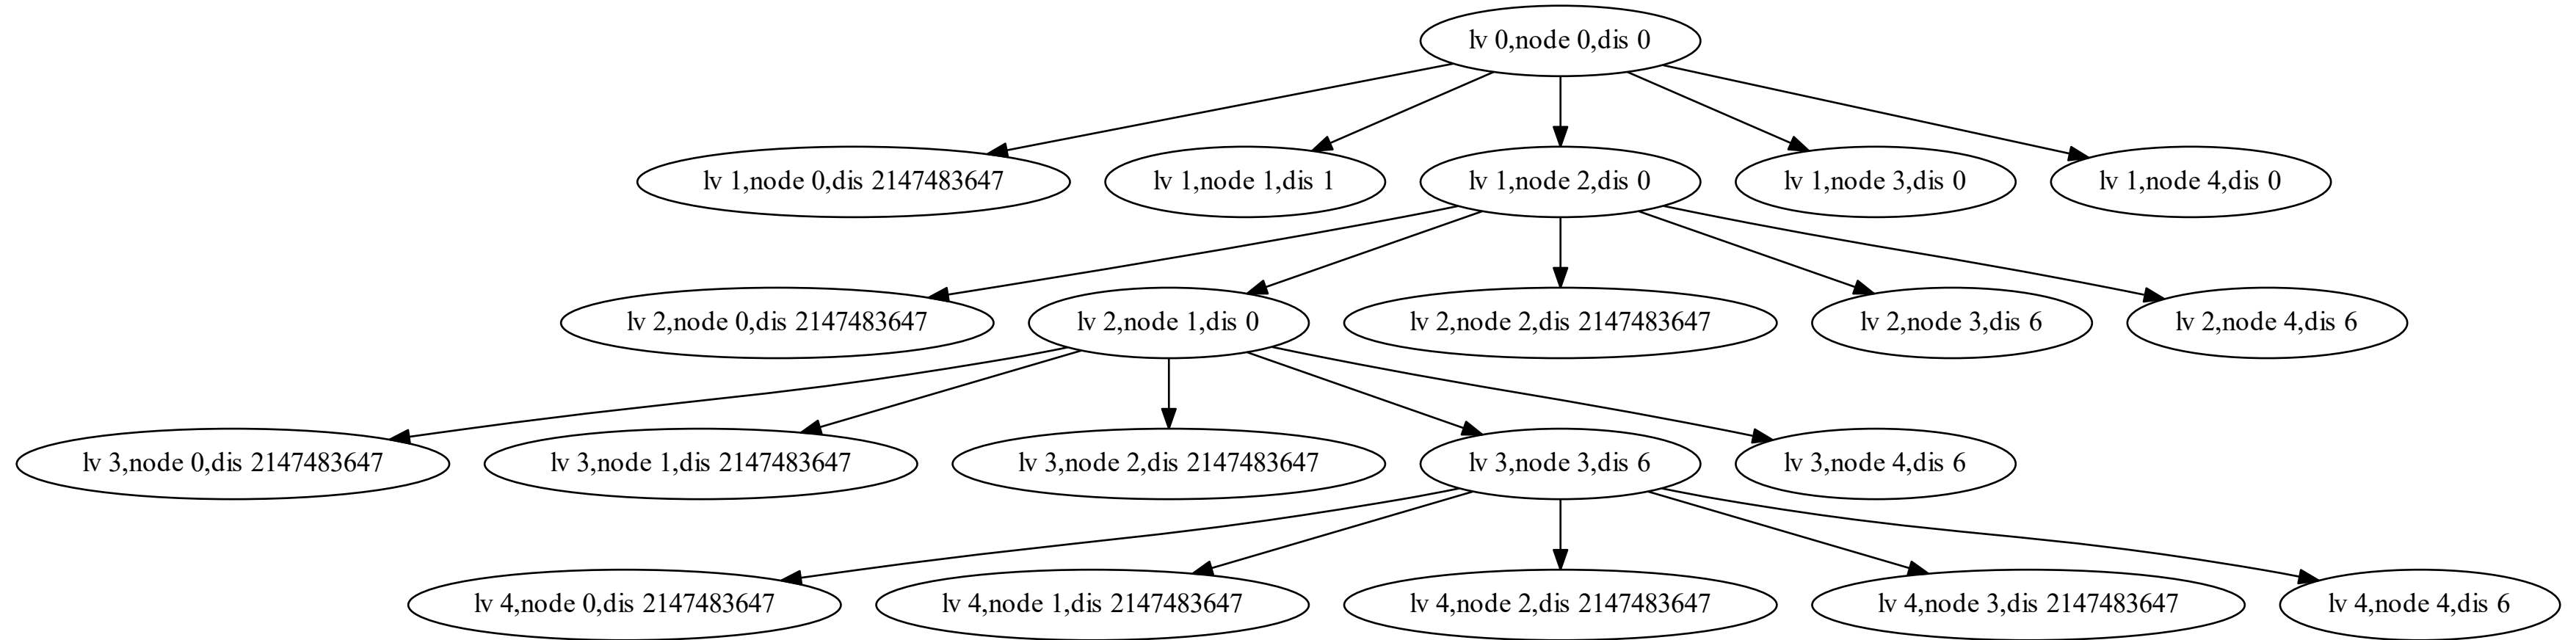 lv 0,node 0,dis 0
lv 1,node 0,dis 2147483647
lv 1,node 1,dis 1
lv 1,node 2,dis 0
lv 1,node 3,dis 0
lv 1,node 4,dis 0
lv 2,node 0,dis 2147483647
lv 2,node 1,dis 0
lv 2,node 2,dis 2147483647
lv 2,node 3,dis 6
lv 2,node 4,dis 6
lv 3,node 0,dis 2147483647
lv 3,node 1,dis 2147483647
lv 3,node 2,dis 2147483647
lv 3,node 3,dis 6
lv 3,node 4,dis 6
lv 4,node 0,dis 2147483647
lv 4,node 1,dis 2147483647
lv 4,node 2,dis 2147483647
lv 4,node 3,dis 2147483647
lv 4,node 4,dis 6